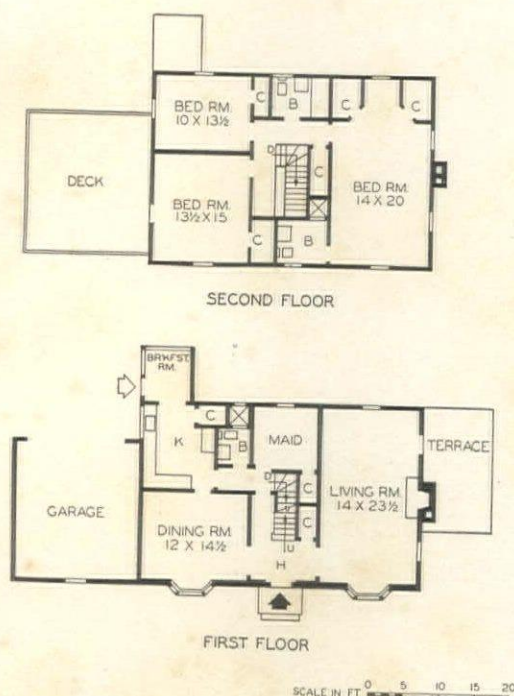 BED RM.
10 X 13½
C
B
C
C
DECK
D
C
BED RM.
13½ X 15
BED RM.
14 X 20
C
B
SECOND FLOOR
BRKFST.
RM.
C
K
B
MAID
TERRACE
D
C
LIVING RM.
14 X 23½
GARAGE
DINING RM.
12 X 14½
C
U
H
FIRST FLOOR
SCALE IN FT. 0 5 10 15 20